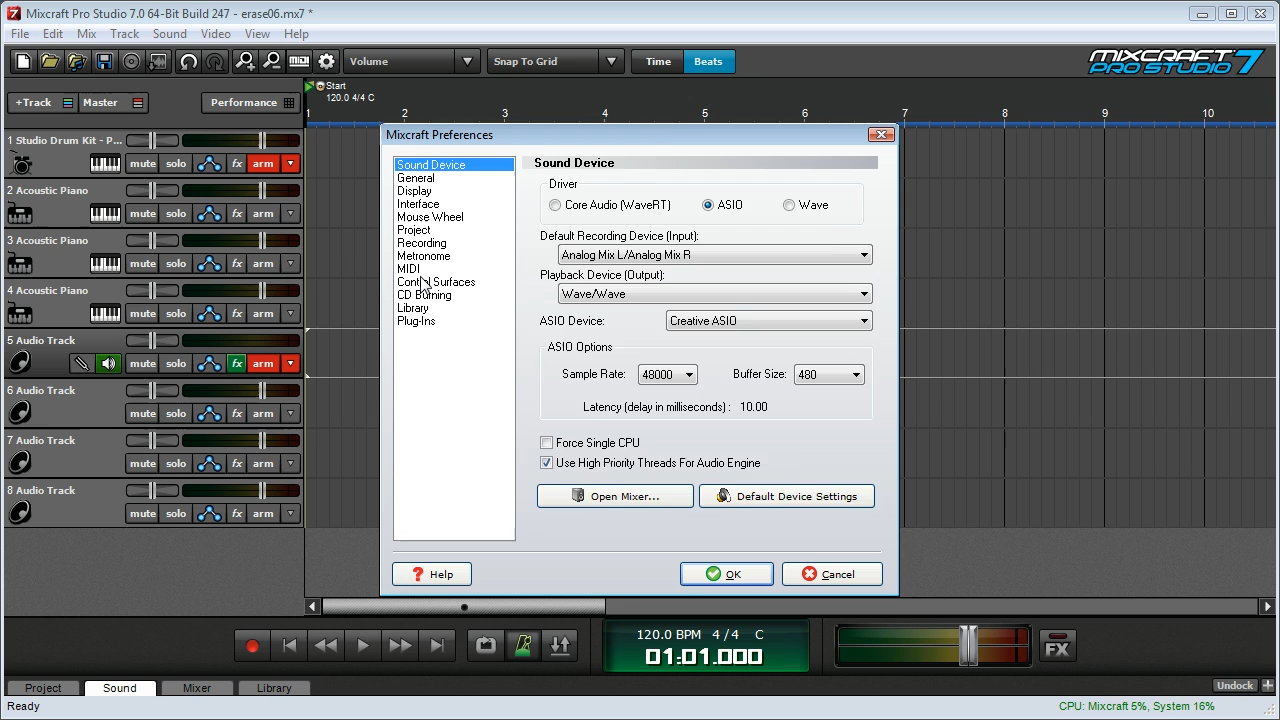 Mixcraft Pro Studio 7.0 64-Bit Build 247 - erase06.mx7 *
File Edit Mix Track Sound Video View Help
Volume Snap To Grid Time Beats
MIXCRAFT PRO STUDIO 7
+Track Master Performance
Start
120.0 4/4 C
1 2 3 4 5 6 7 8 9 10
1 Studio Drum Kit - P...
mute solo fx arm
2 Acoustic Piano
mute solo fx arm
3 Acoustic Piano
mute solo fx arm
4 Acoustic Piano
mute solo fx arm
5 Audio Track
mute solo fx arm
6 Audio Track
mute solo fx arm
7 Audio Track
mute solo fx arm
8 Audio Track
mute solo fx arm
Mixcraft Preferences
Sound Device
General
Display
Interface
Mouse Wheel
Project
Recording
Metronome
MIDI
Control Surfaces
CD Burning
Library
Plug-Ins
Sound Device
Driver
Core Audio (WaveRT) ASIO Wave
Default Recording Device (Input):
Analog Mix L/Analog Mix R
Playback Device (Output):
Wave/Wave
ASIO Device: Creative ASIO
ASIO Options
Sample Rate: 48000 Buffer Size: 480
Latency (delay in milliseconds) : 10.00
Force Single CPU
Use High Priority Threads For Audio Engine
Open Mixer... Default Device Settings
Help OK Cancel
120.0 BPM 4/4 C
01:01.000
FX
Project Sound Mixer Library Undock
Ready CPU: Mixcraft 5%, System 16%